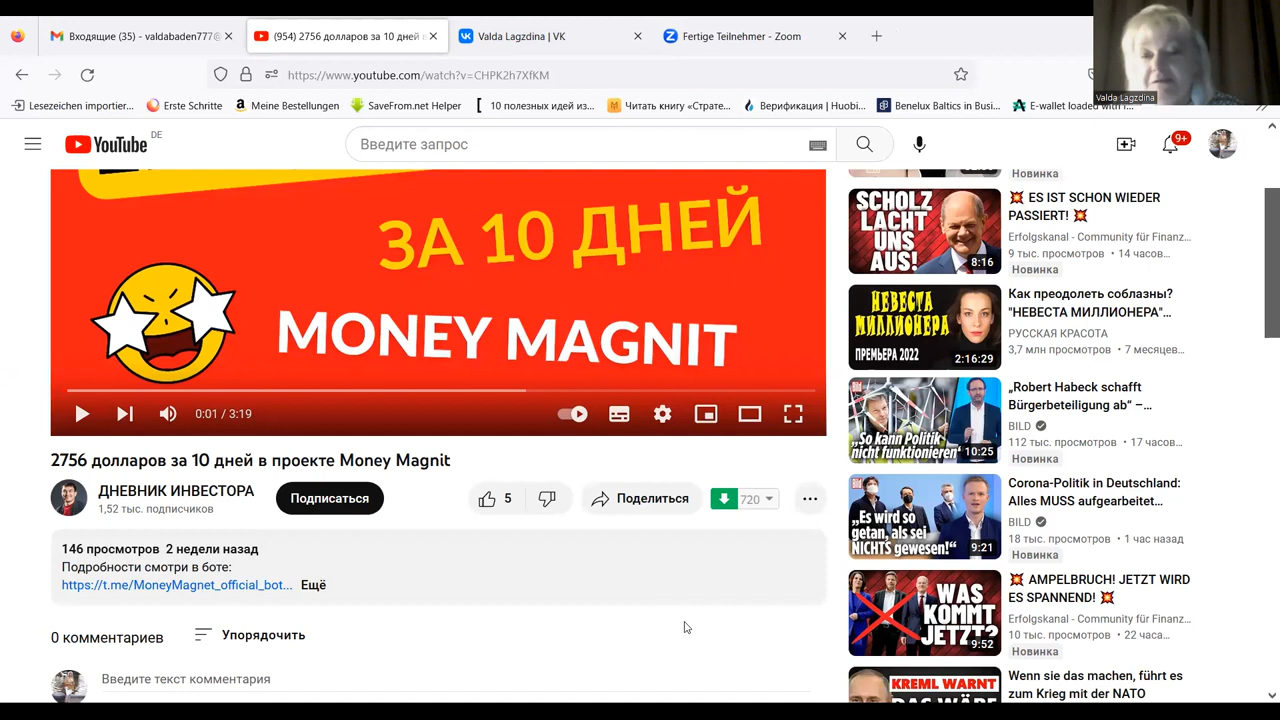 Входящие (35) - valdabaden777@
(954) 2756 долларов за 10 дней в
Valda Lagzdina | VK
Fertige Teilnehmer - Zoom
Valda Lagzdina
https://www.youtube.com/watch?v=CHPK2h7XfKM
Lesezeichen importier...
Erste Schritte
Meine Bestellungen
SaveFrom.net helper
10 полезных идей из...
Читать книгу «Страте...
Верификация | Huobi...
Benelux Baltics in Busi...
E-wallet loaded with
YouTube DE
Введите запрос
9+
ЗА 10 ДНЕЙ
MONEY MAGNIT
0:01 / 3:19
2756 долларов за 10 дней в проекте Money Magnit
ДНЕВНИК ИНВЕСТОРА
1,52 тыс. подписчиков
Подписаться
5
Поделиться
720
146 просмотров 2 недели назад
Подробности смотри в боте:
https://t.me/MoneyMagnet_official_bot... Ещё
0 комментариев
Упорядочить
Введите текст комментария
Новинка
SCHOLZ
LACHT
UNS
AUS!
8:16
ES IST SCHON WIEDER
PASSIERT!
Erfolgskanal - Community für Finanz...
9 тыс. просмотров • 14 часов...
Новинка
НЕВЕСТА
МИЛЛИОНЕРА
ПРЕМЬЕРА 2022
2:16:29
Как преодолеть соблазны?
"НЕВЕСТА МИЛЛИОНЕРА"...
РУССКАЯ КРАСОТА
3,7 млн просмотров • 7 месяцев...
Bild
„So kann Politik
nicht funktionieren“
10:25
„Robert Habeck schafft
Bürgerbeteiligung ab“ –...
BILD
112 тыс. просмотров • 17 часов...
Новинка
Bild
„Es wird so
getan, als sei
NICHTS gewesen!“
9:21
Corona-Politik in Deutschland:
Alles MUSS aufgearbeitet...
BILD
18 тыс. просмотров • 1 час назад
Новинка
WAS
KOMMT
JETZT?
9:52
AMPELBRUCH! JETZT WIRD
ES SPANNEND!
Erfolgskanal - Community für Finanz...
10 тыс. просмотров • 22 часа...
Новинка
KREML WARNT
DAS WÄRE
Wenn sie das machen, führt es
zum Krieg mit der NATO